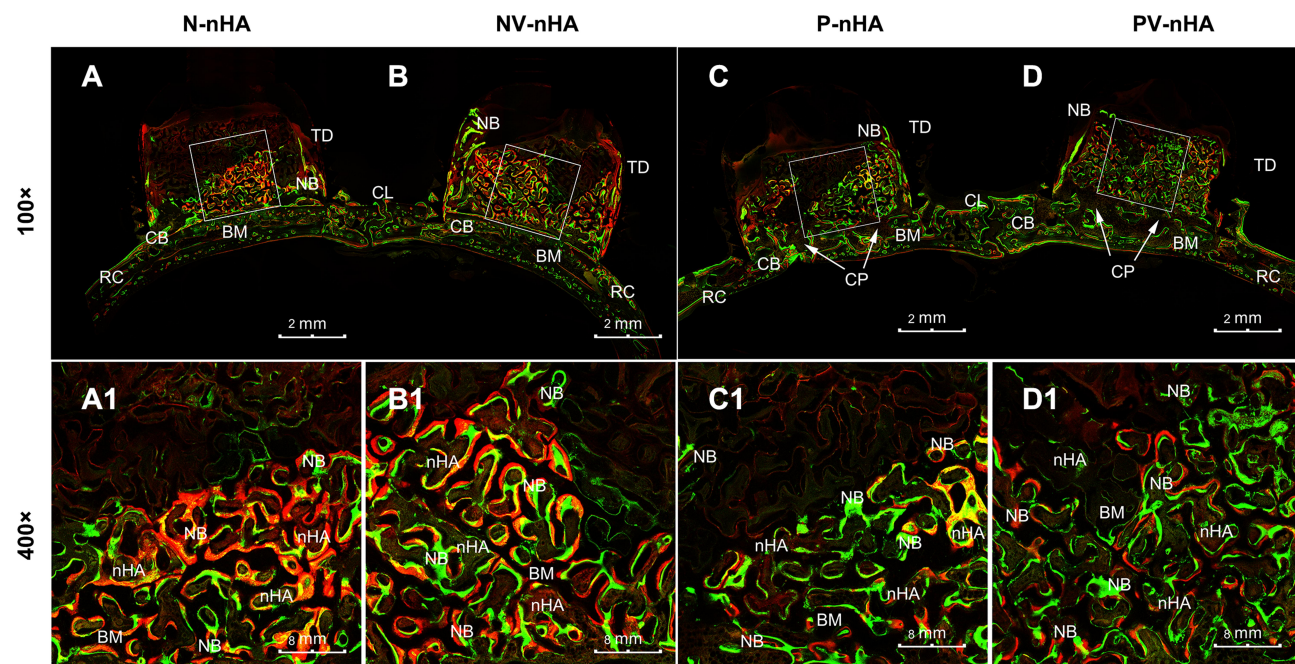 N-nHA NV-nHA P-nHA PV-nHA
100×
A B C D
NB TD NB TD NB TD NB TD
CB BM CL CB BM CL CB BM CB BM
RC RC RC CP CP RC
2 mm 2 mm 2 mm 2 mm
400×
A1 B1 C1 D1
NB NB NB NB
nHA NB NB nHA
NB nHA NB NB NB NB
nHA NB nHA nHA NB nHA BM nHA
nHA BM nHA nHA NB nHA
BM NB NB BM NB NB
8 mm 8 mm 8 mm 8 mm